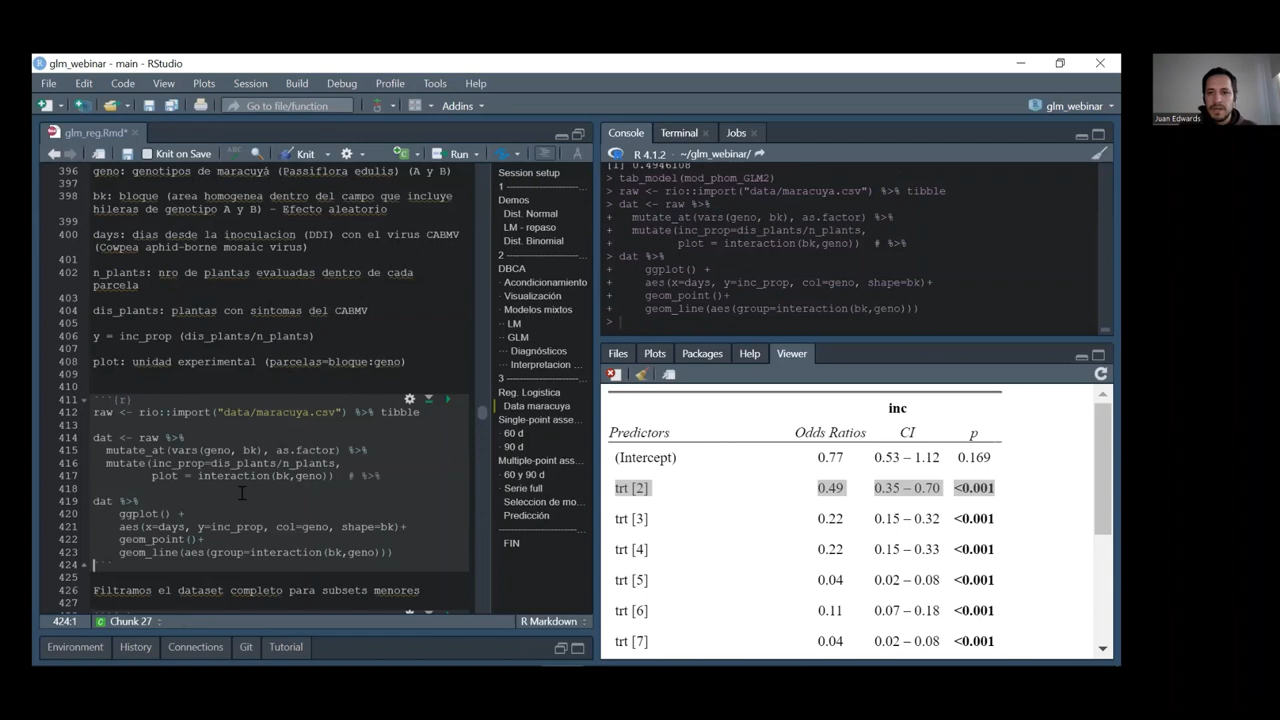 glm_webinar - main - RStudio
File Edit Code View Plots Session Build Debug Profile Tools Help
Go to file/function Addins glm_webinar
glm_reg.Rmd*
Knit on Save Knit Run
396 geno: genotipos de maracuyá (Passiflora edulis) (A y B)
397
398 bk: bloque (area homogenea dentro del campo que incluye
hileras de genotipo A y B) - Efecto aleatorio
399
400 days: dias desde la inoculacion (DDI) con el virus CABMV
(Cowpea aphid-borne mosaic virus)
401
402 n_plants: nro de plantas evaluadas dentro de cada
parcela
403
404 dis_plants: plantas con sintomas del CABMV
405
406 y = inc_prop (dis_plants/n_plants)
407
408 plot: unidad experimental (parcelas=bloque:geno)
409
410
411 ```{r}
412 raw <- rio::import("data/maracuya.csv") %>% tibble
413
414 dat <- raw %>%
415 mutate_at(vars(geno, bk), as.factor) %>%
416 mutate(inc_prop=dis_plants/n_plants,
417 plot = interaction(bk,geno)) # %>%
418
419 dat %>%
420 ggplot() +
421 aes(x=days, y=inc_prop, col=geno, shape=bk)+
422 geom_point()+
423 geom_line(aes(group=interaction(bk,geno)))
424 ```
425
426 Filtramos el dataset completo para subsets menores
427
424:1 Chunk 27 R Markdown
Environment History Connections Git Tutorial
Session setup
1
Demos
Dist. Normal
LM - repaso
Dist. Binomial
2
DBCA
Acondicionamiento
Visualización
Modelos mixtos
LM
GLM
Diagnósticos
Interpretacion
3
Reg. Logistica
Data maracuya
Single-point asse...
60 d
90 d
Multiple-point ass...
60 y 90 d
Serie full
Seleccion de mo...
Predicción
FIN
Console Terminal Jobs
R 4.1.2 · ~/glm_webinar/
[1] 0.4946108
> tab_model(mod_phom_GLM2)
> raw <- rio::import("data/maracuya.csv") %>% tibble
> dat <- raw %>%
+ mutate_at(vars(geno, bk), as.factor) %>%
+ mutate(inc_prop=dis_plants/n_plants,
+ plot = interaction(bk,geno)) # %>%
> dat %>%
+ ggplot() +
+ aes(x=days, y=inc_prop, col=geno, shape=bk)+
+ geom_point()+
+ geom_line(aes(group=interaction(bk,geno)))
>
Files Plots Packages Help Viewer
inc
Predictors Odds Ratios CI p
(Intercept) 0.77 0.53 – 1.12 0.169
trt [2] 0.49 0.35 – 0.70 <0.001
trt [3] 0.22 0.15 – 0.32 <0.001
trt [4] 0.22 0.15 – 0.33 <0.001
trt [5] 0.04 0.02 – 0.08 <0.001
trt [6] 0.11 0.07 – 0.18 <0.001
trt [7] 0.04 0.02 – 0.08 <0.001
Juan Edwards